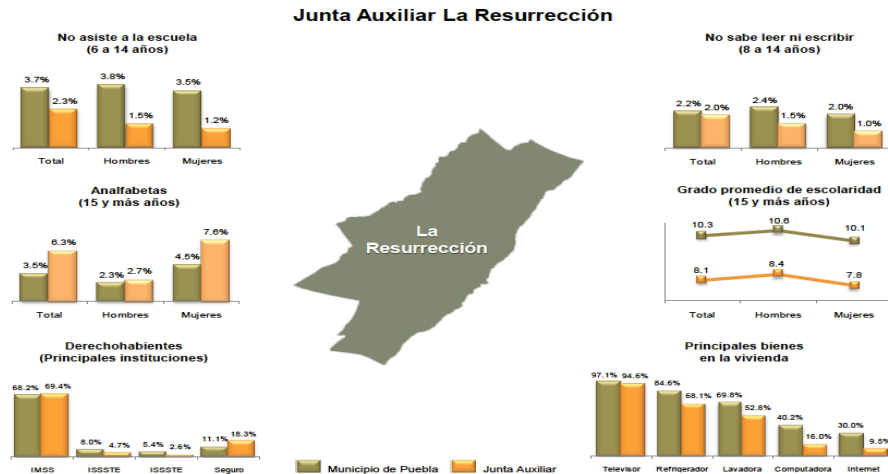 Junta Auxiliar La Resurrección
No asiste a la escuela
(6 a 14 años)
3.7% 2.3% 3.8% 1.5% 3.5% 1.2%
Total Hombres Mujeres
Analfabetas
(15 y más años)
3.5% 6.3% 2.3% 2.7% 4.5% 7.6%
Total Hombres Mujeres
Derechohabientes
(Principales instituciones)
68.2% 69.4% 8.0% 4.7% 5.4% 2.6% 11.1% 18.3%
IMSS ISSSTE ISSSTE Seguro
La
Resurrección
Municipio de Puebla Junta Auxiliar
No sabe leer ni escribir
(8 a 14 años)
2.2% 2.0% 2.4% 1.5% 2.0% 1.0%
Total Hombres Mujeres
Grado promedio de escolaridad
(15 y más años)
10.3 10.6 10.1
8.1 8.4 7.8
Total Hombres Mujeres
Principales bienes
en la vivienda
97.1% 94.6% 84.6% 68.1% 69.8% 52.8% 40.2% 16.0% 30.0% 9.5%
Televisor Refrigerador Lavadora Computadora Internet